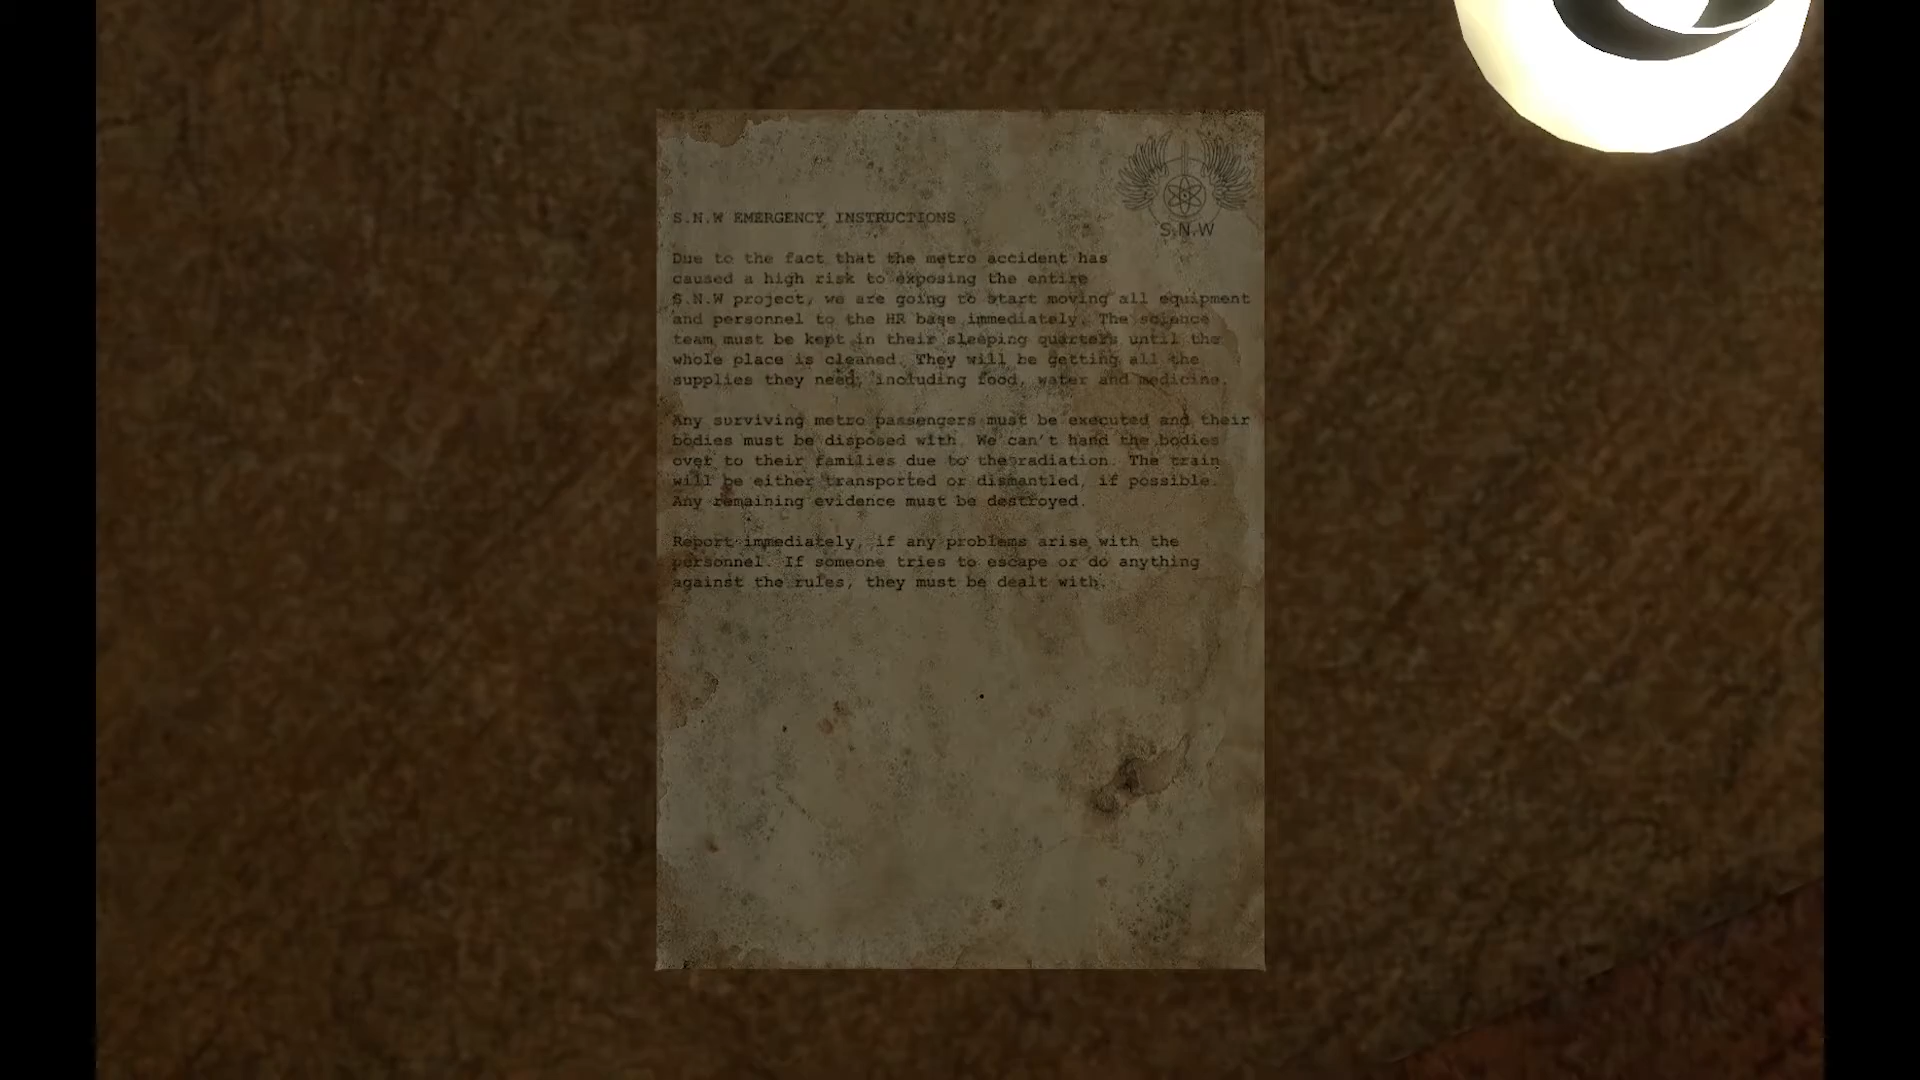 S.N.W
S.N.W EMERGENCY INSTRUCTIONS
Due to the fact that the metro accident has
caused a high risk to exposing the entire
S.N.W project, we are going to start moving all equipment
and personnel to the HR base immediately. The science
team must be kept in their sleeping quarters until the
whole place is cleaned. They will be getting all the
supplies they need, including food, water and medicine.
Any surviving metro passengers must be executed and their
bodies must be disposed with. We can't hand the bodies
over to their families due to the radiation. The train
will be either transported or dismantled, if possible.
Any remaining evidence must be destroyed.
Report immediately, if any problems arise with the
personnel. If someone tries to escape or do anything
against the rules, they must be dealt with.